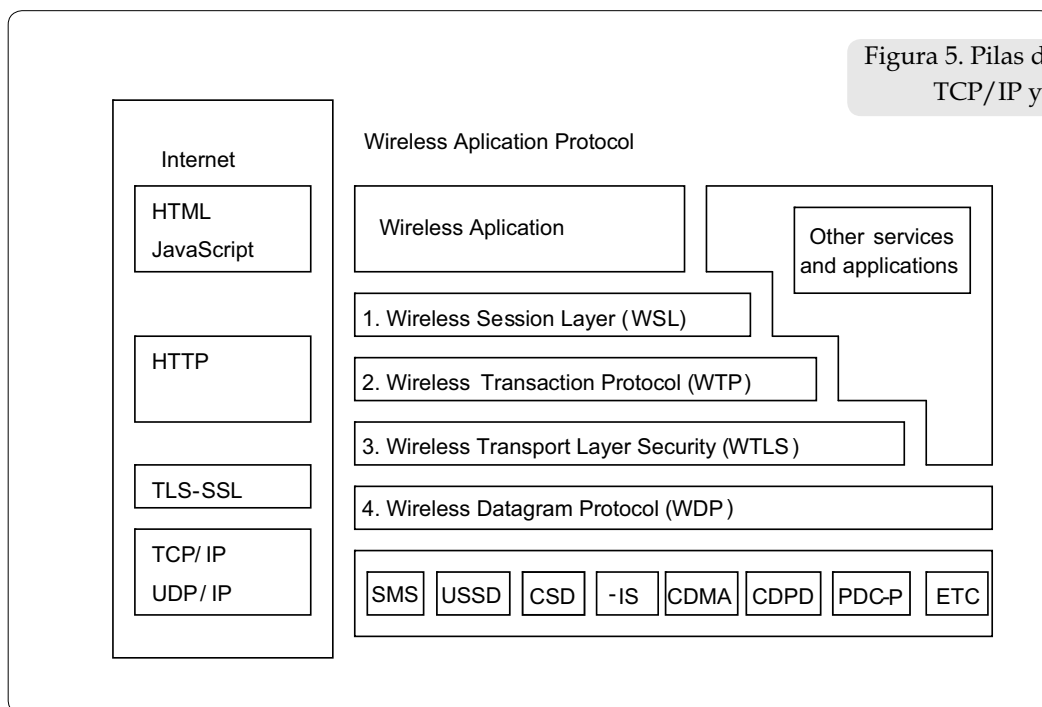 Figura 5. Pilas d
TCP/IP y
Internet
HTML
JavaScript
HTTP
TLS-SSL
TCP/IP
UDP/IP
Wireless Aplication Protocol
Wireless Aplication
Other services
and applications
1. Wireless Session Layer (WSL)
2. Wireless Transaction Protocol (WTP)
3. Wireless Transport Layer Security (WTLS)
4. Wireless Datagram Protocol (WDP)
SMS USSD CSD -IS CDMA CDPD PDC-P ETC